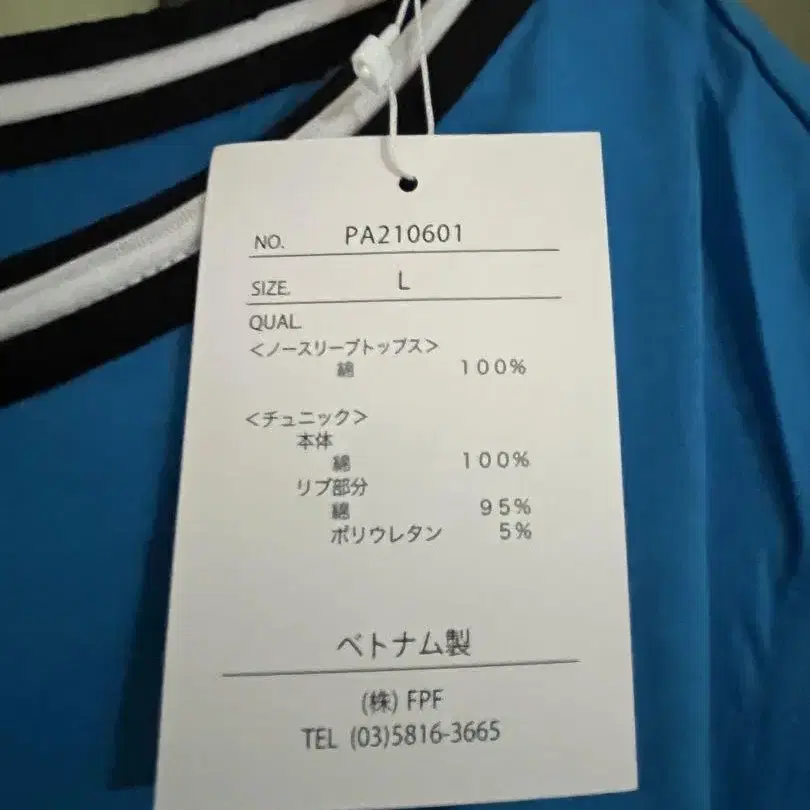 NO. PA210601
SIZE. L
QUAL.
＜ノースリーブトップス＞
綿 100%
＜チュニック＞
本体
綿 100%
リブ部分
綿 95%
ポリウレタン 5%
ベトナム製
(株) FPF
TEL (03)5816-3665